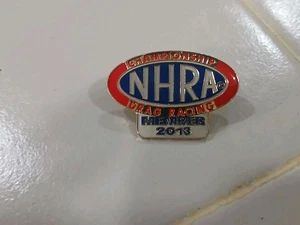 CHAMPIONSHIP
NHRA
DRAG RACING
MEMBER
2013